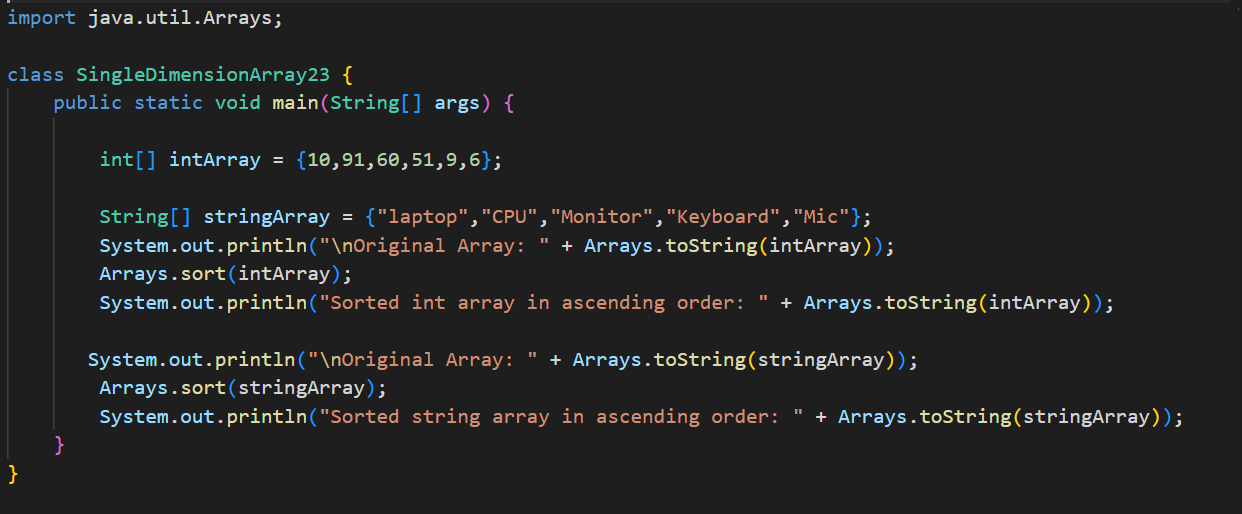 import java.util.Arrays;
class SingleDimensionArray23 {
public static void main(String[] args) {
int[] intArray = {10,91,60,51,9,6};
String[] stringArray = {"laptop","CPU","Monitor","Keyboard","Mic"};
System.out.println("\nOriginal Array: " + Arrays.toString(intArray));
Arrays.sort(intArray);
System.out.println("Sorted int array in ascending order: " + Arrays.toString(intArray));
System.out.println("\nOriginal Array: " + Arrays.toString(stringArray));
Arrays.sort(stringArray);
System.out.println("Sorted string array in ascending order: " + Arrays.toString(stringArray));
}
}